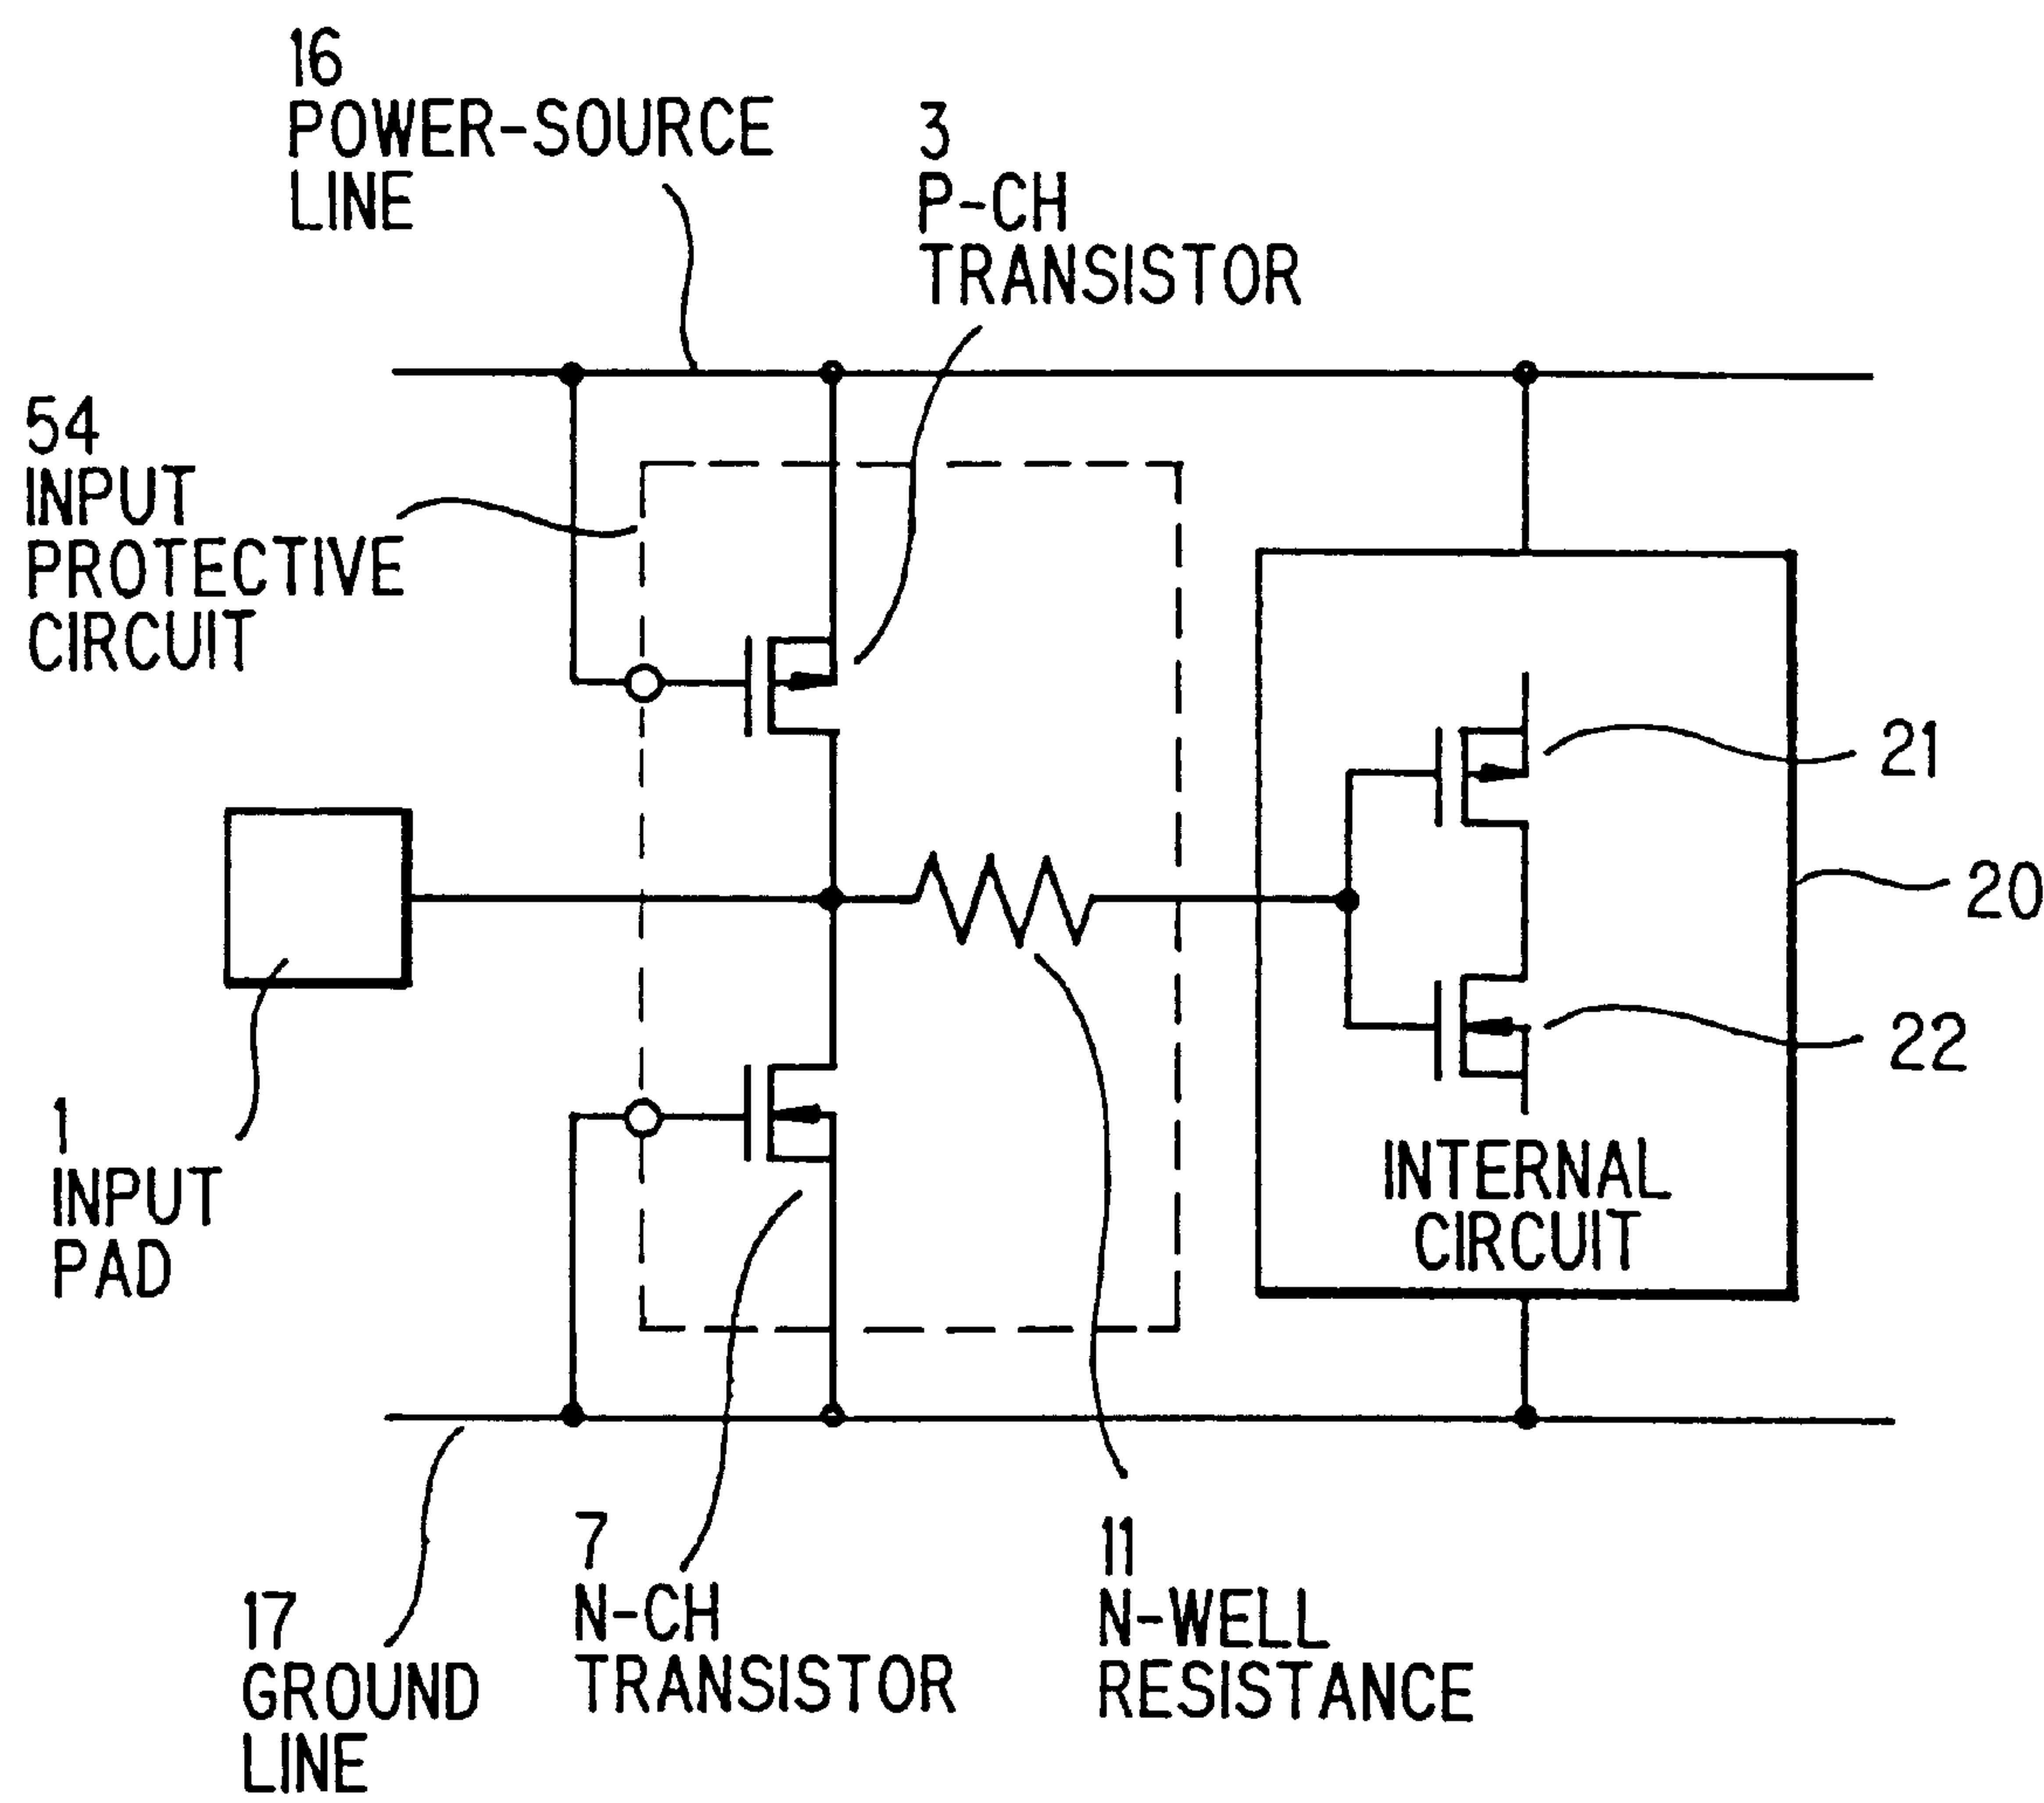 16
POWER-SOURCE
LINE
3
P-CH
TRANSISTOR
54
INPUT
PROTECTIVE
CIRCUIT
21
20
22
1
INPUT
PAD
INTERNAL
CIRCUIT
17
GROUND
LINE
7
N-CH
TRANSISTOR
11
N-WELL
RESISTANCE